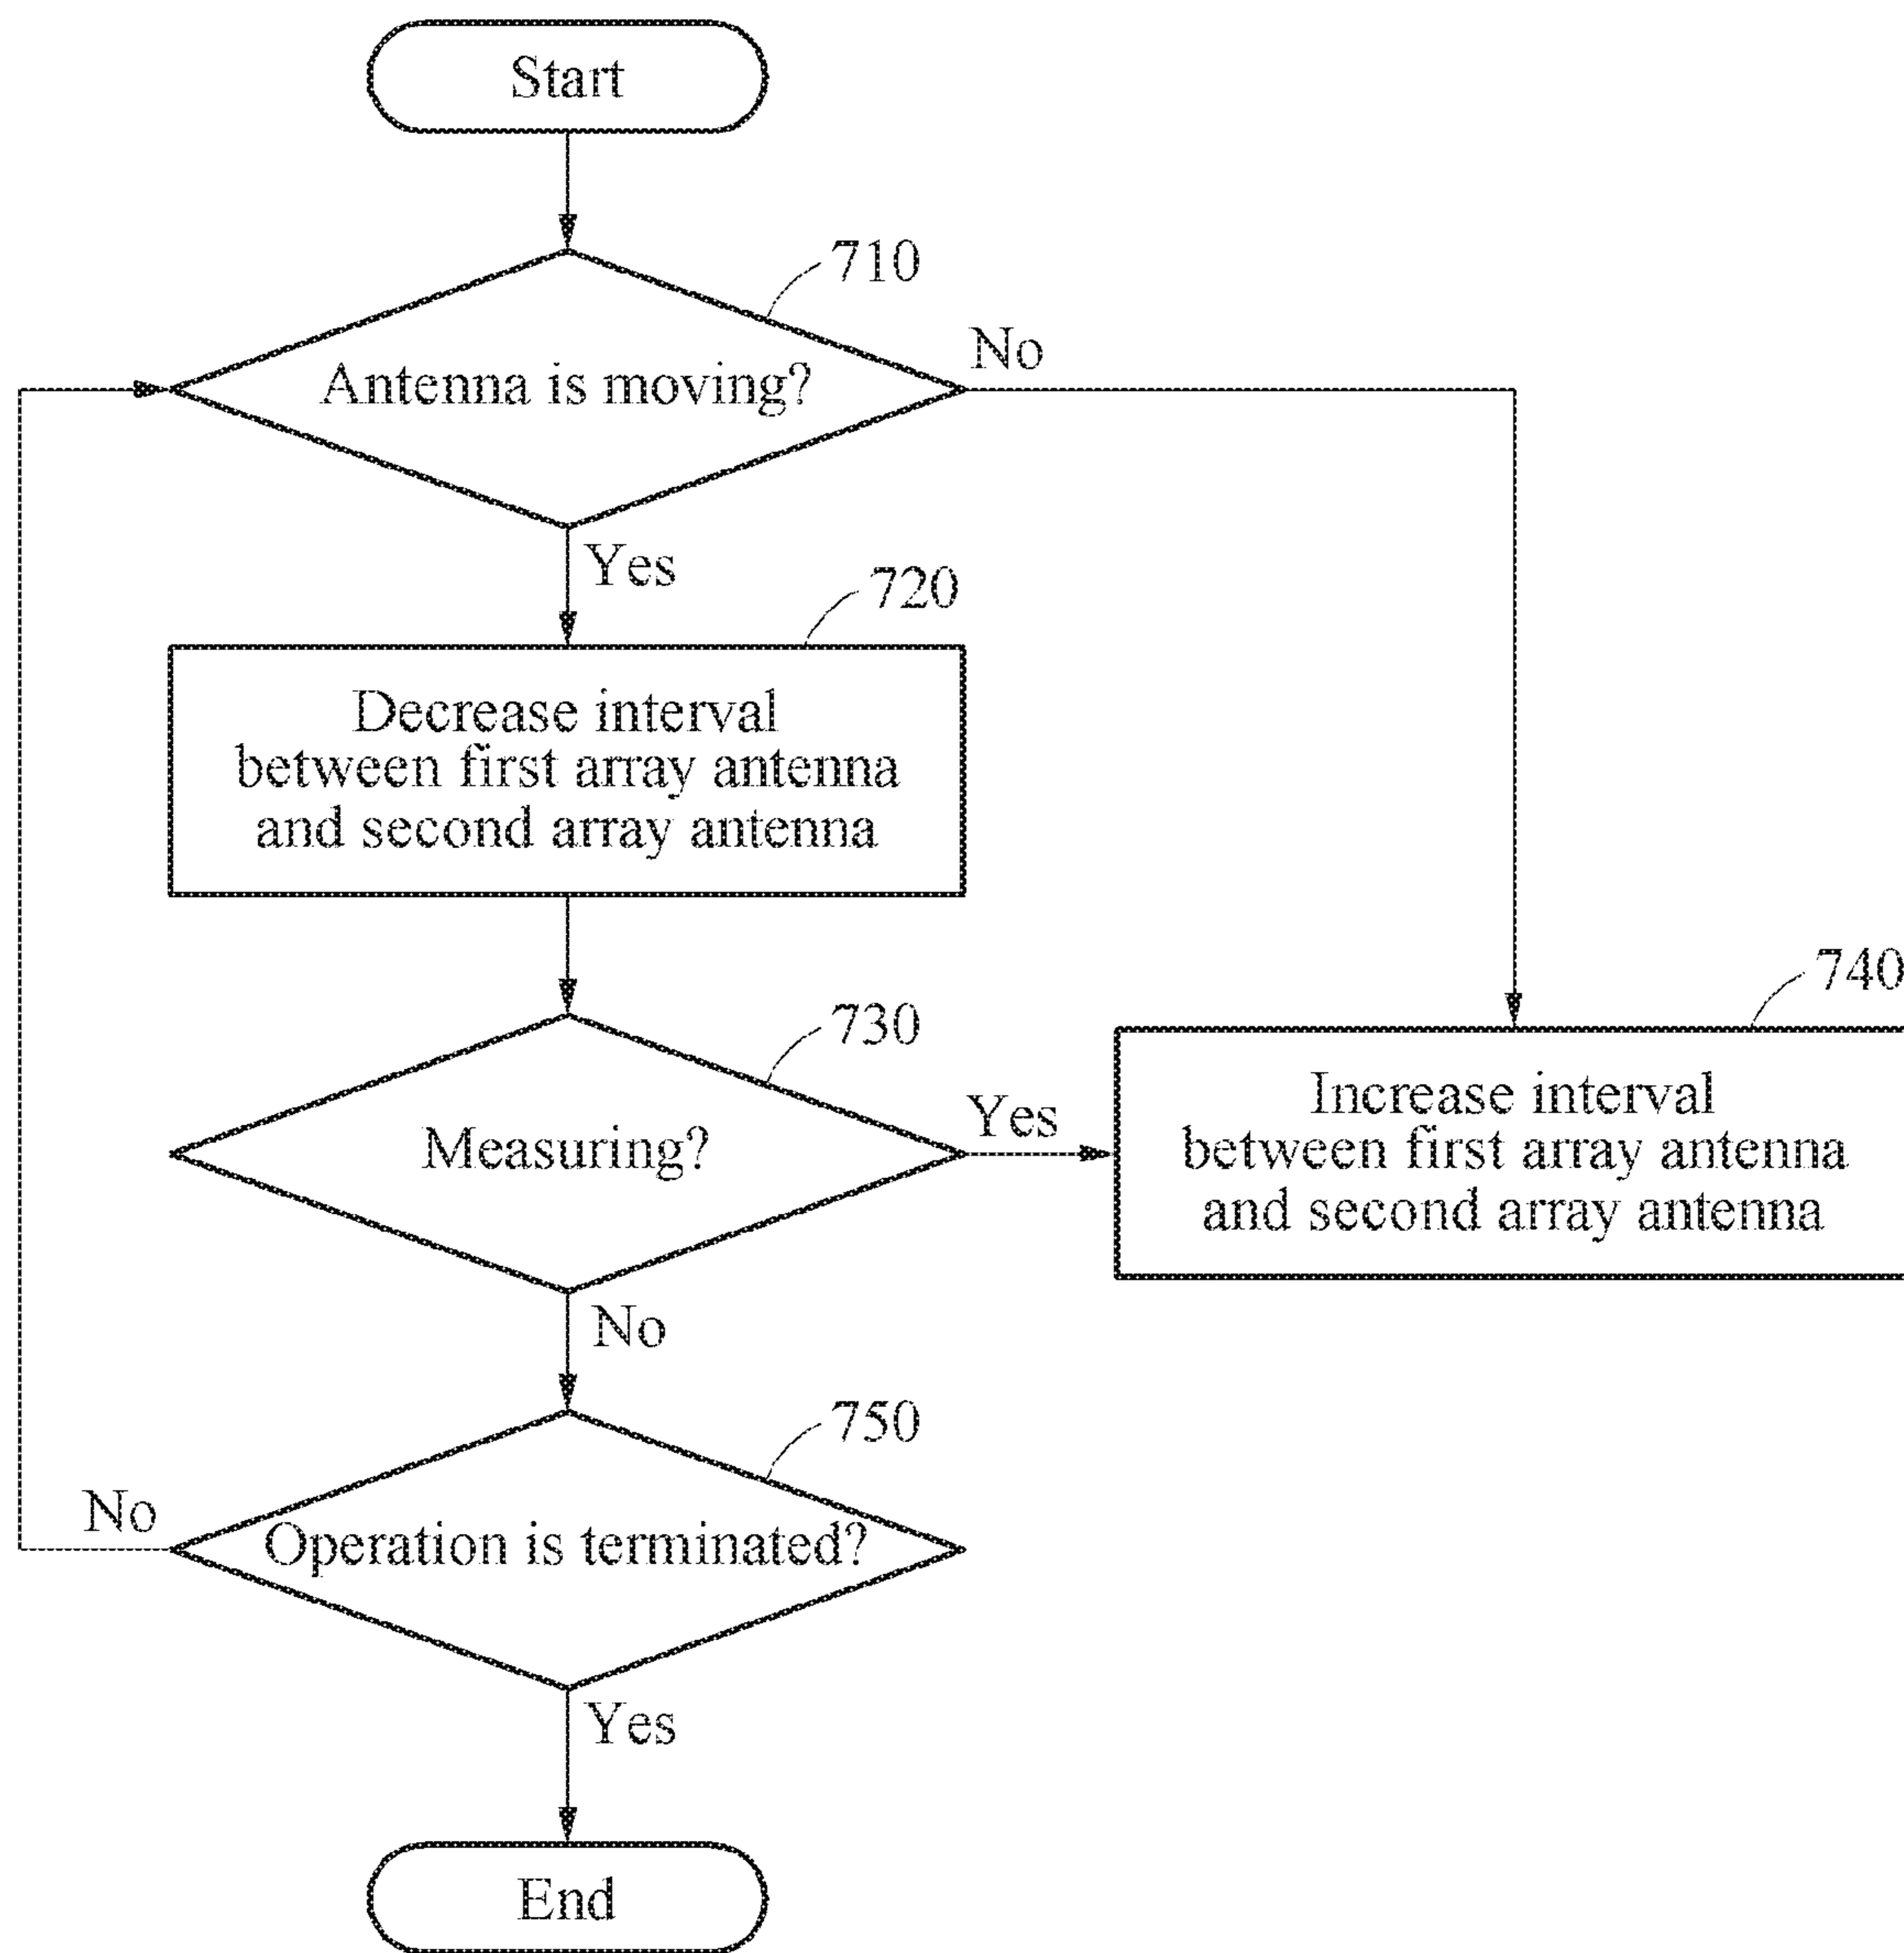 Start
710
Antenna is moving?
No
Yes
720
Decrease interval
between first array antenna
and second array antenna
730
Measuring?
Yes
740
Increase interval
between first array antenna
and second array antenna
No
750
Operation is terminated?
No
Yes
End